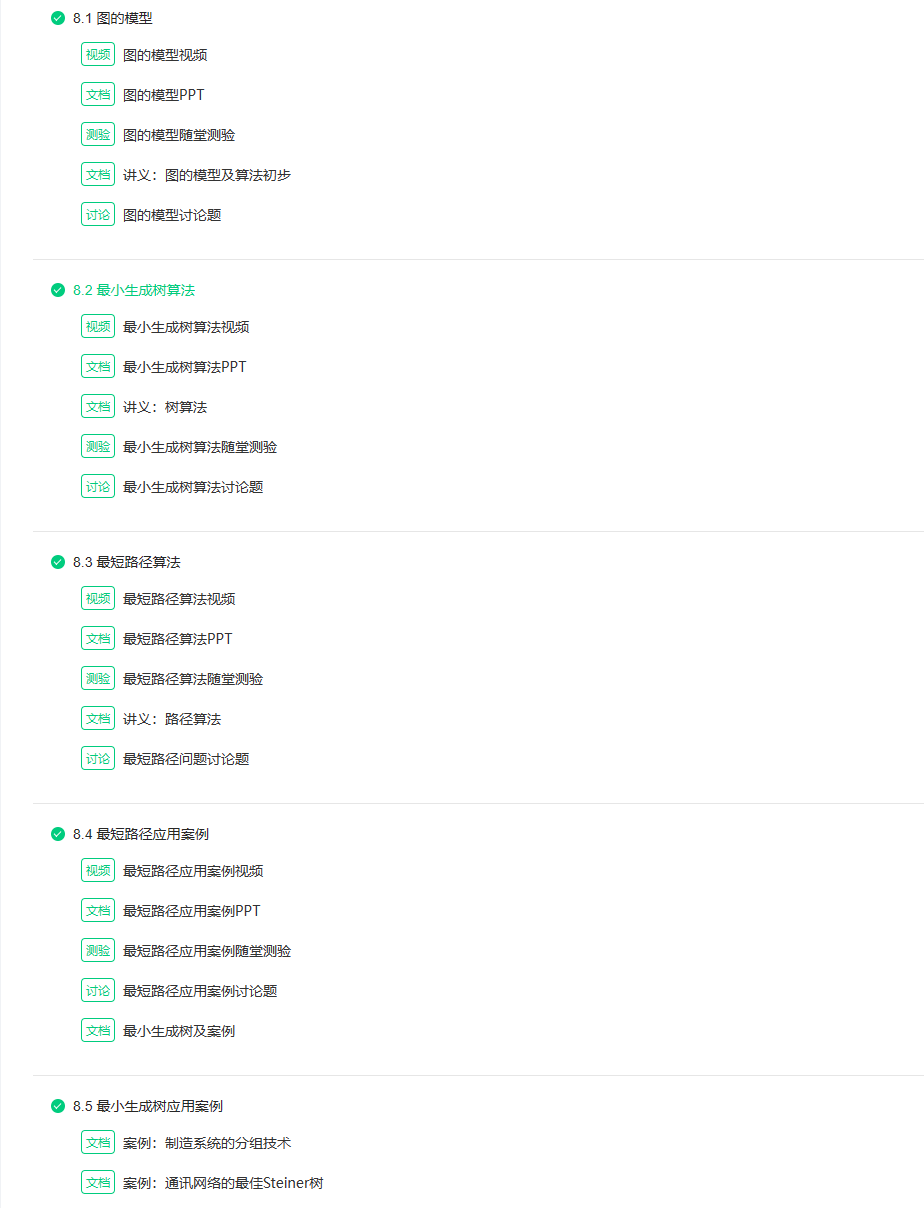 8.1 图的模型
视频 图的模型视频
文档 图的模型PPT
测验 图的模型随堂测验
文档 讲义：图的模型及算法初步
讨论 图的模型讨论题
8.2 最小生成树算法
视频 最小生成树算法视频
文档 最小生成树算法PPT
文档 讲义：树算法
测验 最小生成树算法随堂测验
讨论 最小生成树算法讨论题
8.3 最短路径算法
视频 最短路径算法视频
文档 最短路径算法PPT
测验 最短路径算法随堂测验
文档 讲义：路径算法
讨论 最短路径问题讨论题
8.4 最短路径应用案例
视频 最短路径应用案例视频
文档 最短路径应用案例PPT
测验 最短路径应用案例随堂测验
讨论 最短路径应用案例讨论题
文档 最小生成树及案例
8.5 最小生成树应用案例
文档 案例：制造系统的分组技术
文档 案例：通讯网络的最佳Steiner树